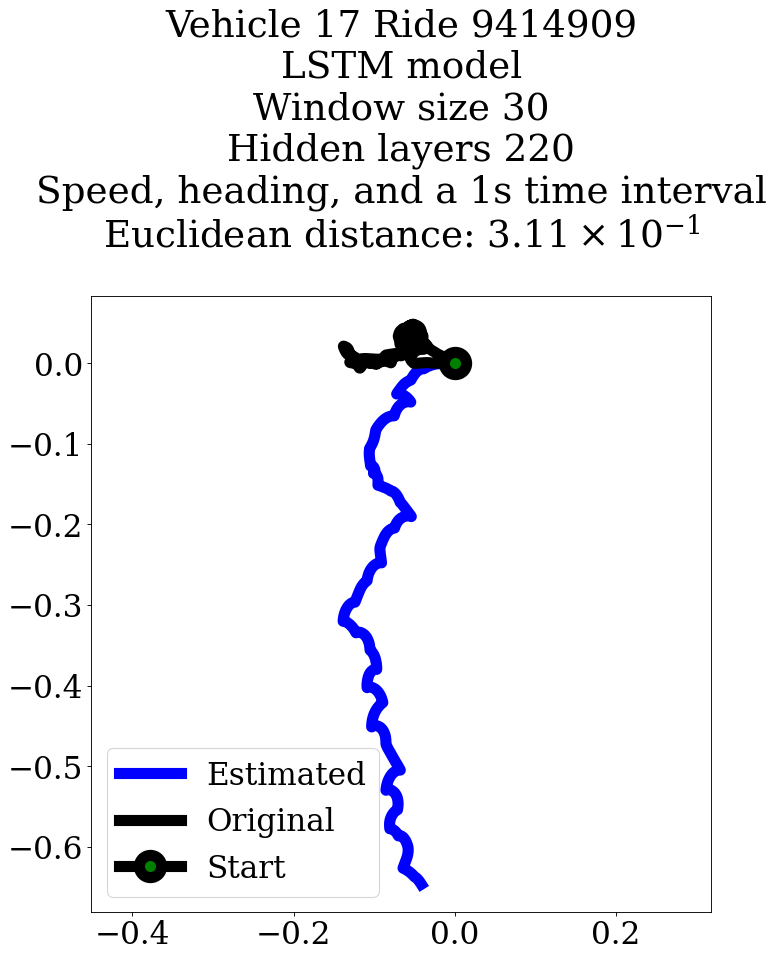 Vehicle 17 Ride 9414909
LSTM model
Window size 30
Hidden layers 220
Speed, heading, and a 1s time interval
Euclidean distance: 3.11 × 10⁻¹
0.0
−0.1
−0.2
−0.3
−0.4
−0.5
−0.6
Estimated
Original
Start
−0.4 −0.2 0.0 0.2